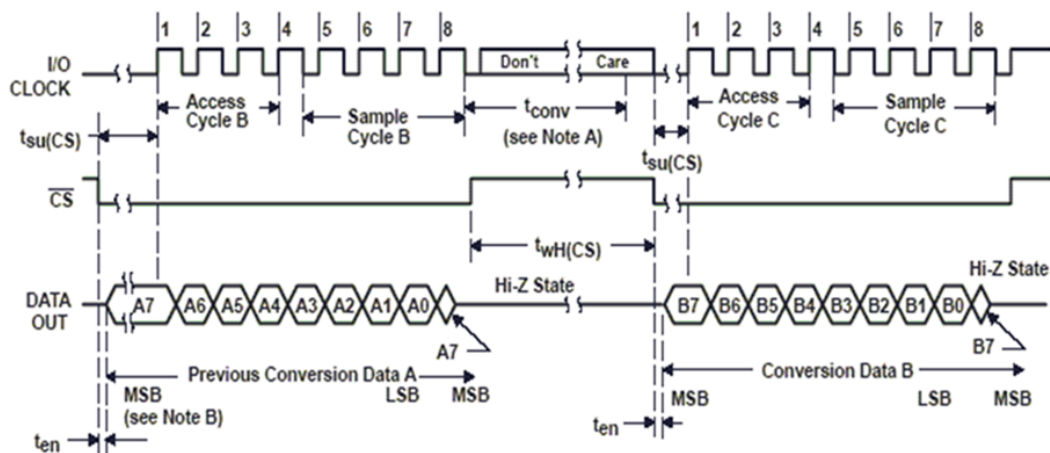 1 2 3 4 5 6 7 8 1 2 3 4 5 6 7 8
I/O
CLOCK
Don't Care
Access
Cycle B
Sample
Cycle B
tconv
(see Note A)
Access
Cycle C
Sample
Cycle C
tsu(CS)
tsu(CS)
CS
twH(CS)
Hi-Z State
Hi-Z State
DATA
OUT
A7 A6 A5 A4 A3 A2 A1 A0
B7 B6 B5 B4 B3 B2 B1 B0
A7
B7
Previous Conversion Data A
Conversion Data B
MSB
(see Note B)
LSB
MSB
MSB
LSB
MSB
ten
ten